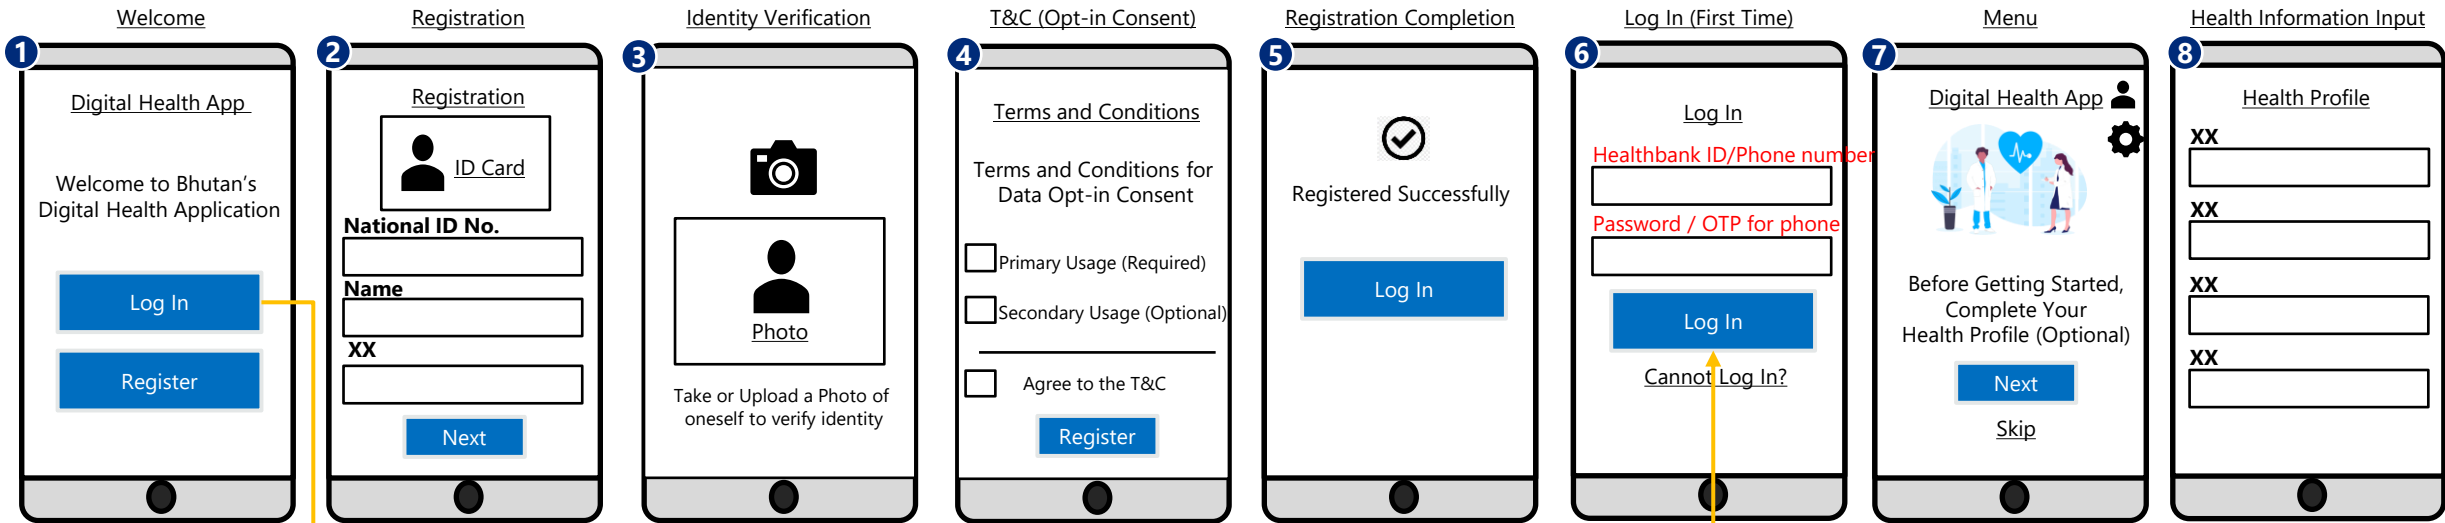 Welcome
Registration
Identity Verification
T&C (Opt-in Consent)
Registration Completion
Log In (First Time)
Menu
Health Information Input
1
Digital Health App
Welcome to Bhutan's
Digital Health Application
Log In
Register
2
Registration
ID Card
National ID No.
Name
XX
Next
3
Photo
Take or Upload a Photo of
oneself to verify identity
4
Terms and Conditions
Terms and Conditions for
Data Opt-in Consent
Primary Usage (Required)
Secondary Usage (Optional)
Agree to the T&C
Register
5
Registered Successfully
Log In
6
Log In
Healthbank ID/Phone number
Password / OTP for phone
Log In
Cannot Log In?
7
Digital Health App
Before Getting Started,
Complete Your
Health Profile (Optional)
Next
Skip
8
Health Profile
XX
XX
XX
XX